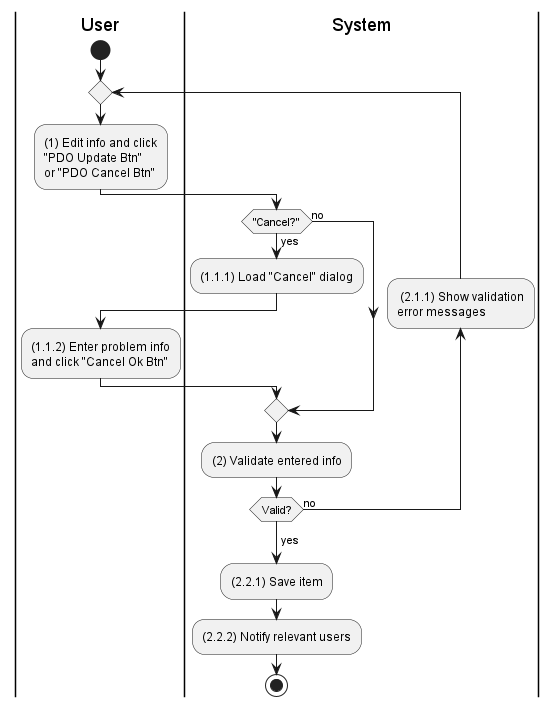 User
System
(1) Edit info and click
"PDO Update Btn"
or "PDO Cancel Btn"
"Cancel?"
no
yes
(1.1.1) Load "Cancel" dialog
(2.1.1) Show validation
error messages
(1.1.2) Enter problem info
and click "Cancel Ok Btn"
(2) Validate entered info
Valid?
no
yes
(2.2.1) Save item
(2.2.2) Notify relevant users